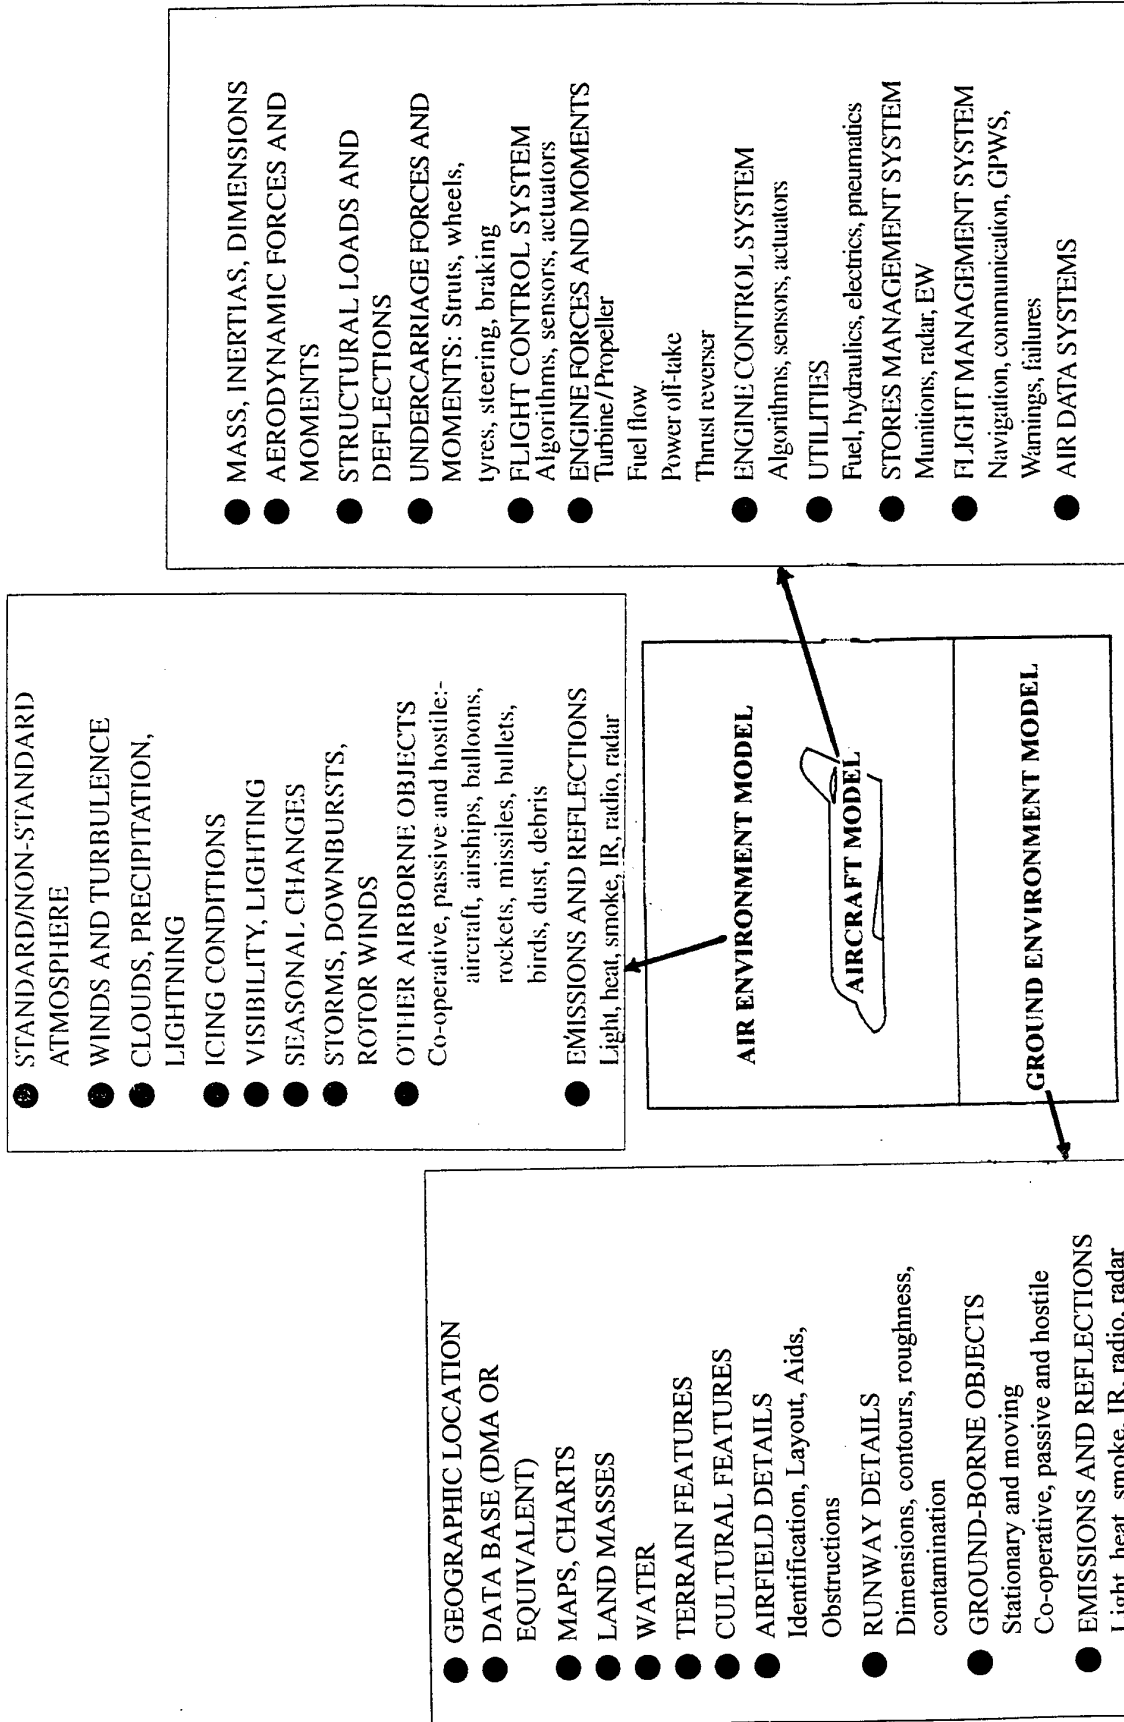 ● GEOGRAPHIC LOCATION
● DATA BASE (DMA OR
EQUIVALENT)
● MAPS, CHARTS
● LAND MASSES
● WATER
● TERRAIN FEATURES
● CULTURAL FEATURES
● AIRFIELD DETAILS
Identification, Layout, Aids,
Obstructions
● RUNWAY DETAILS
Dimensions, contours, roughness,
contamination
● GROUND-BORNE OBJECTS
Stationary and moving
Co-operative, passive and hostile
● EMISSIONS AND REFLECTIONS
Light, heat, smoke, IR, radio, radar
● STANDARD/NON-STANDARD
ATMOSPHERE
● WINDS AND TURBULENCE
● CLOUDS, PRECIPITATION,
LIGHTNING
● ICING CONDITIONS
● VISIBILITY, LIGHTING
● SEASONAL CHANGES
● STORMS, DOWNBURSTS,
ROTOR WINDS
● OTHER AIRBORNE OBJECTS
Co-operative, passive and hostile:-
aircraft, airships, balloons,
rockets, missiles, bullets,
birds, dust, debris
● EMISSIONS AND REFLECTIONS
Light, heat, smoke, IR, radio, radar
AIR ENVIRONMENT MODEL
AIRCRAFT MODEL
GROUND ENVIRONMENT MODEL
● MASS, INERTIAS, DIMENSIONS
● AERODYNAMIC FORCES AND
MOMENTS
● STRUCTURAL LOADS AND
DEFLECTIONS
● UNDERCARRIAGE FORCES AND
MOMENTS: Struts, wheels,
tyres, steering, braking
● FLIGHT CONTROL SYSTEM
Algorithms, sensors, actuators
● ENGINE FORCES AND MOMENTS
Turbine/Propeller
Fuel flow
Power off-take
Thrust reverser
● ENGINE CONTROL SYSTEM
Algorithms, sensors, actuators
● UTILITIES
Fuel, hydraulics, electrics, pneumatics
● STORES MANAGEMENT SYSTEM
Munitions, radar, EW
● FLIGHT MANAGEMENT SYSTEM
Navigation, communication, GPWS,
Warnings, failures
● AIR DATA SYSTEMS